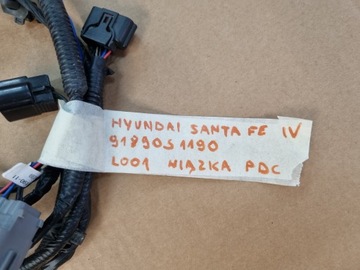 HYUNDAI SANTA FE IV
91890S1190
L001 WIĄZKA PDC